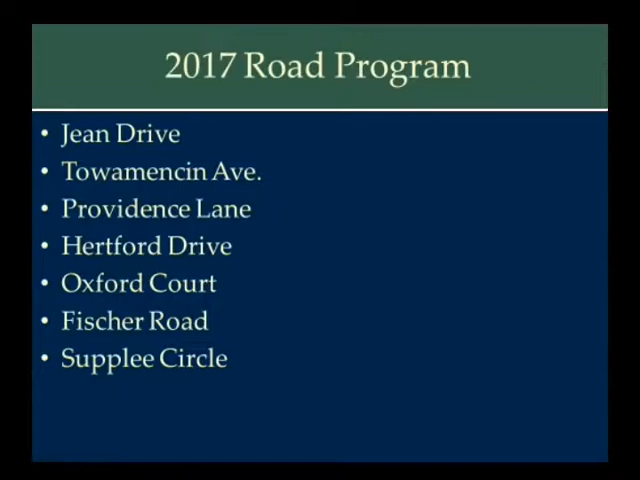 2017 Road Program
• Jean Drive
• Towamencin Ave.
• Providence Lane
• Hertford Drive
• Oxford Court
• Fischer Road
• Supplee Circle